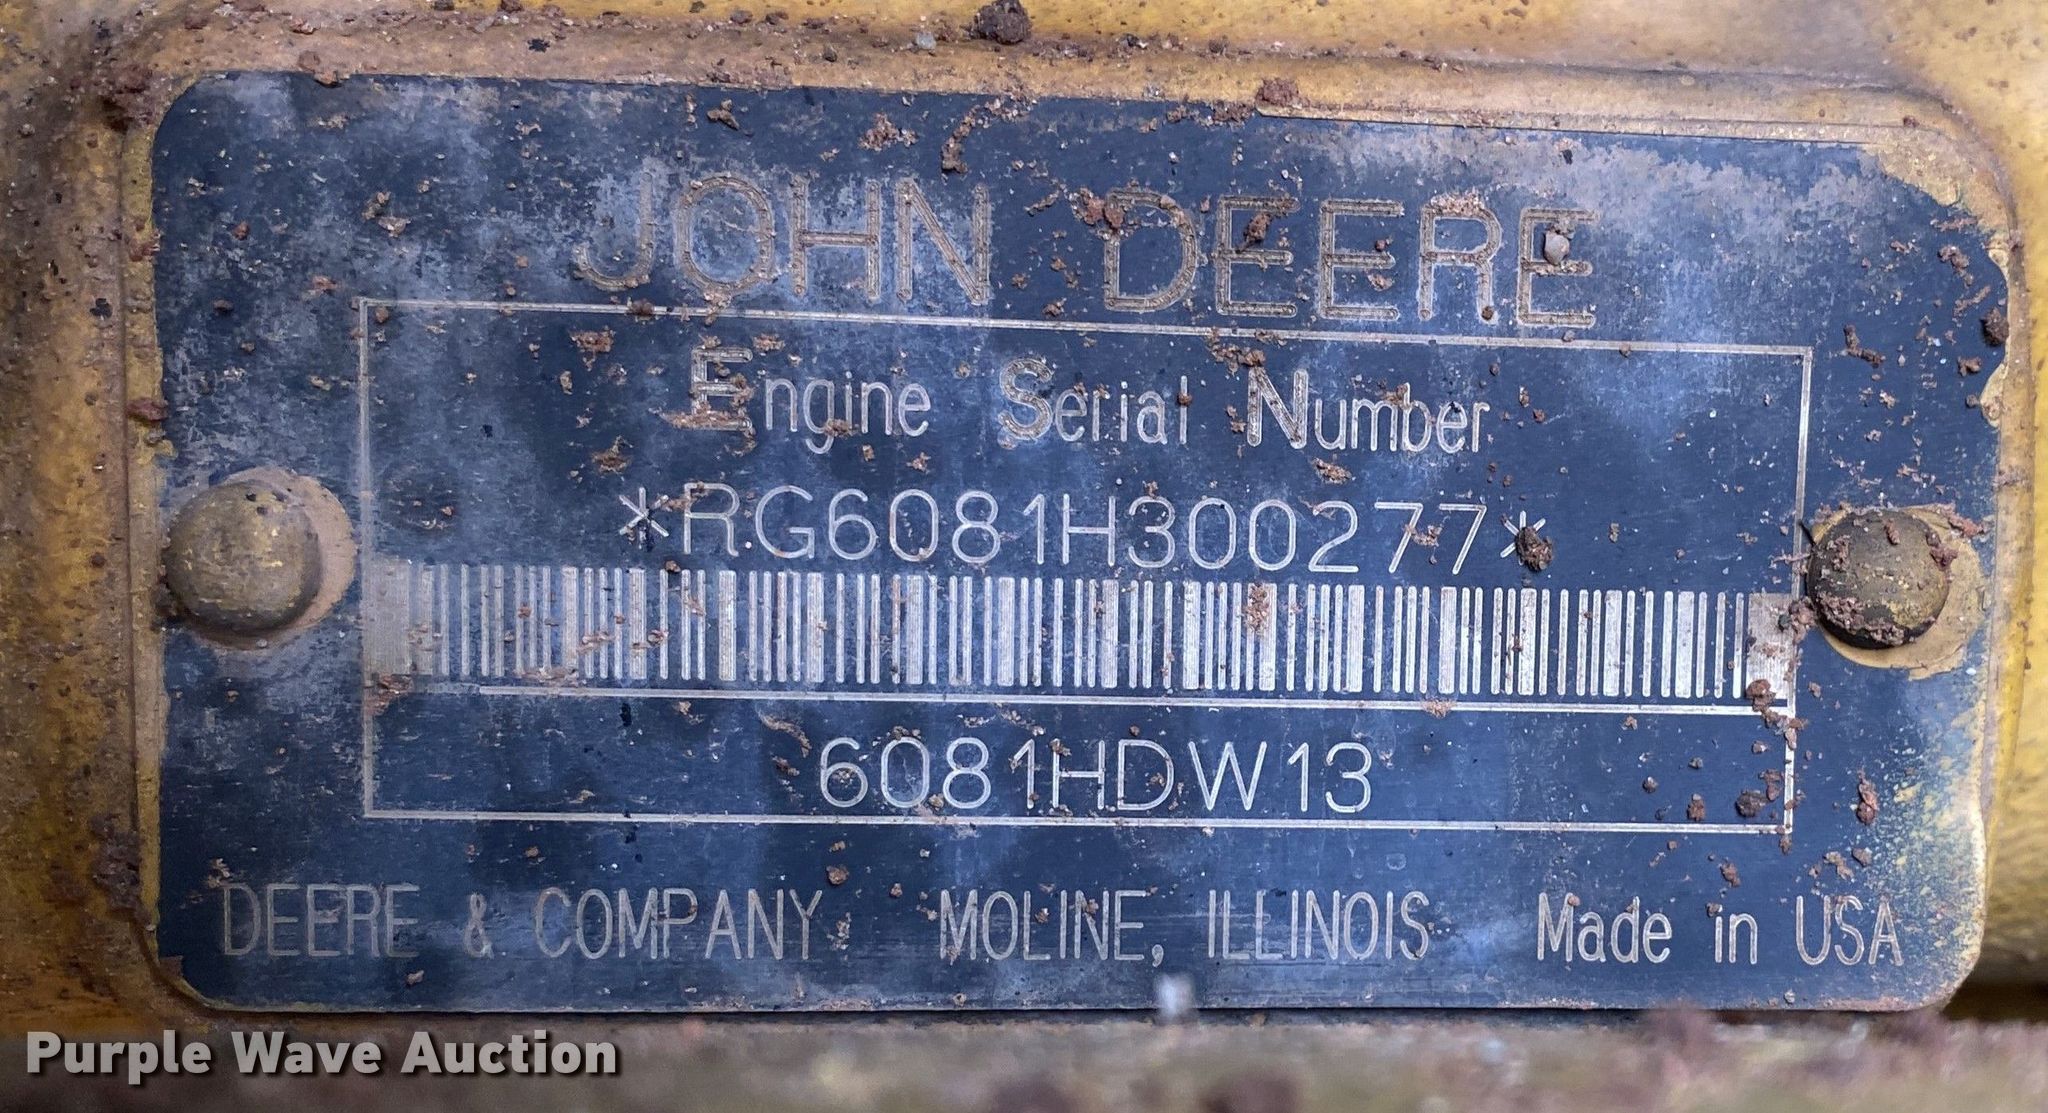 JOHN DEERE
Engine Serial Number
*RG6081H300277*
6081HDW13
DEERE & COMPANY MOLINE, ILLINOIS Made in USA
Purple Wave Auction